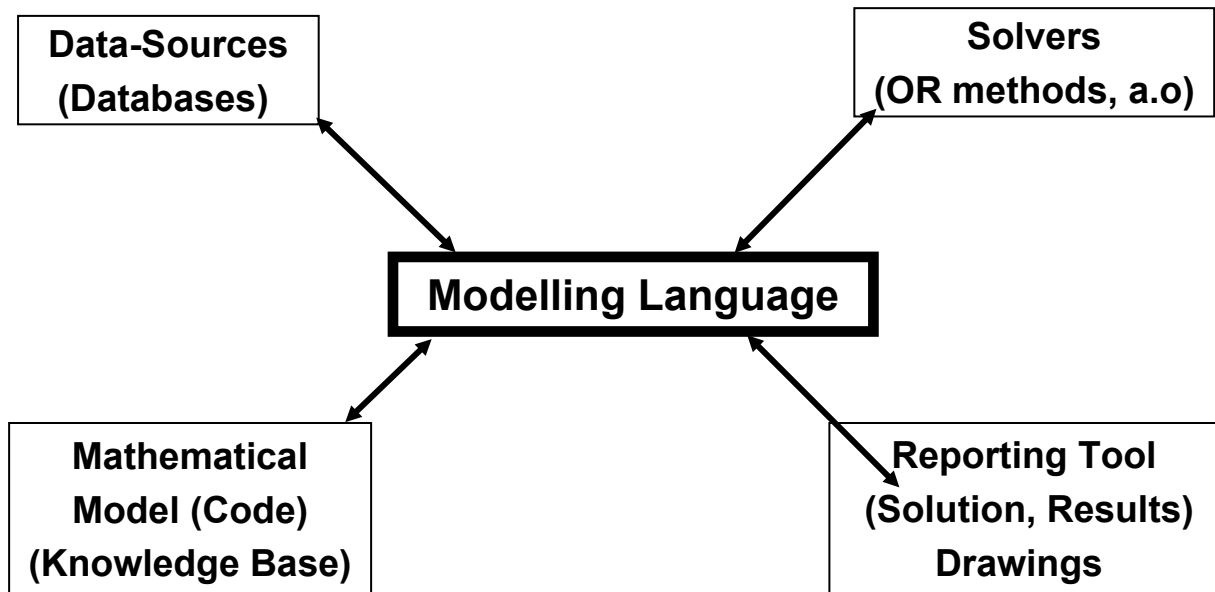 Data-Sources
(Databases)
Solvers
(OR methods, a.o)
Modelling Language
Mathematical
Model (Code)
(Knowledge Base)
Reporting Tool
(Solution, Results)
Drawings